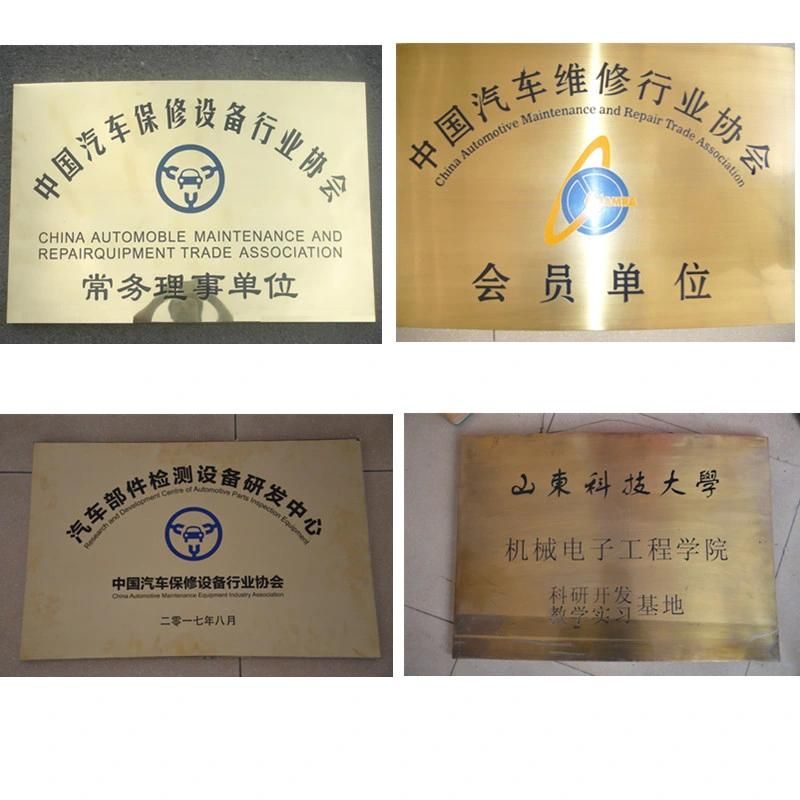 中国汽车保修设备行业协会
CHINA AUTOMOBLE MAINTENANCE AND
REPAIRQUIPMENT TRADE ASSOCIATION
常务理事单位
中国汽车维修行业协会
China Automotive Maintenance and Repair Trade Association
CAMRA
会员单位
汽车部件检测设备研发中心
Research and Development Centre of Automotive Parts Inspection Equipment
中国汽车保修设备行业协会
China Automotive Maintenance Equipment Industry Association
二零一七年八月
山東科技大學
机械电子工程学院
科研开发
教学实习 基地